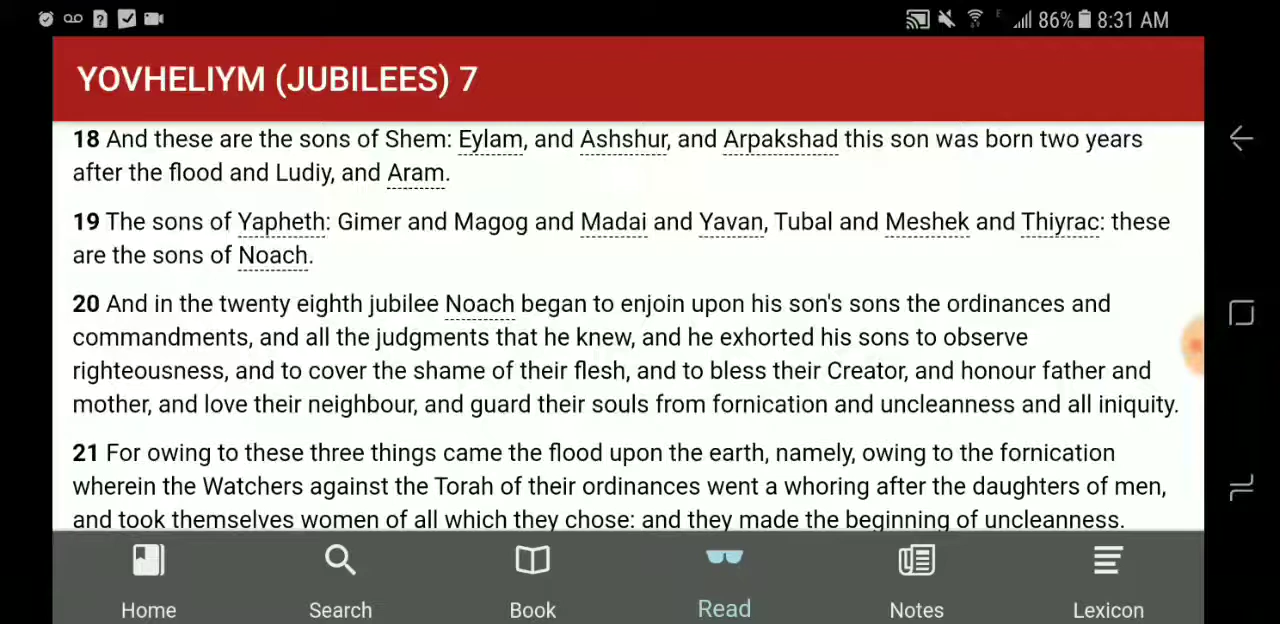 86% 8:31 AM
YOVHELIYM (JUBILEES) 7
18 And these are the sons of Shem: Eylam, and Ashshur, and Arpakshad this son was born two years
after the flood and Ludiy, and Aram.
19 The sons of Yapheth: Gimer and Magog and Madai and Yavan, Tubal and Meshek and Thiyrac: these
are the sons of Noach.
20 And in the twenty eighth jubilee Noach began to enjoin upon his son's sons the ordinances and
commandments, and all the judgments that he knew, and he exhorted his sons to observe
righteousness, and to cover the shame of their flesh, and to bless their Creator, and honour father and
mother, and love their neighbour, and guard their souls from fornication and uncleanness and all iniquity.
21 For owing to these three things came the flood upon the earth, namely, owing to the fornication
wherein the Watchers against the Torah of their ordinances went a whoring after the daughters of men,
and took themselves women of all which they chose: and they made the beginning of uncleanness.
Home Search Book Read Notes Lexicon